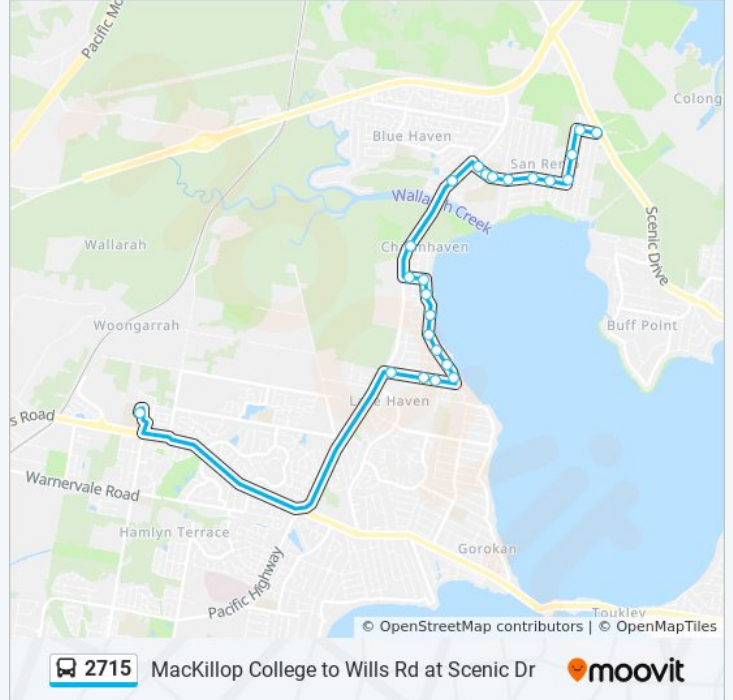 Pacific Mo
Colong
Blue Haven
San Remo
Wallarah Creek
Wallarah
Charmhaven
Scenic Drive
Woongarrah
Buff Point
Lake Haven
s Road
Warnervale Road
Hamlyn Terrace
Gorokan
Pacific Highway
Toukley
© OpenStreetMap contributors | © OpenMapTiles
2715 MacKillop College to Wills Rd at Scenic Dr
moovit